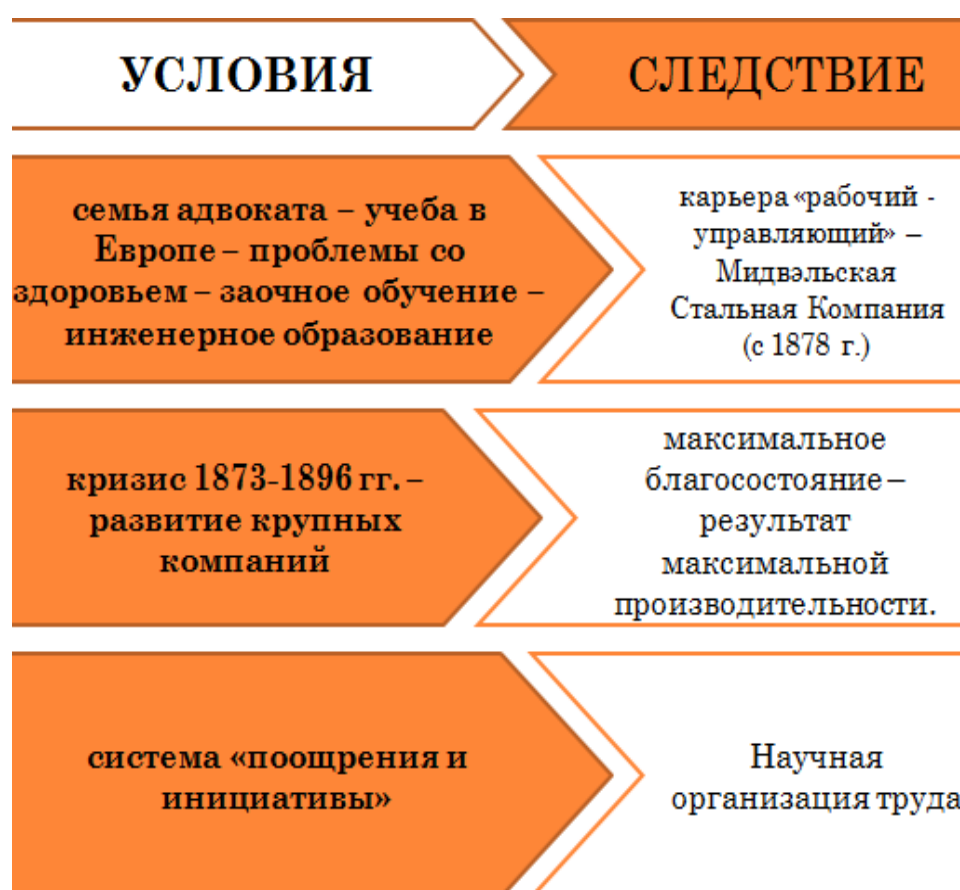 УСЛОВИЯ
СЛЕДСТВИЕ
семья адвоката – учеба в
Европе – проблемы со
здоровьем – заочное обучение –
инженерное образование
карьера «рабочий -
управляющий» –
Мидвэльская
Стальная Компания
(с 1878 г.)
кризис 1873-1896 гг. –
развитие крупных
компаний
максимальное
благосостояние –
результат
максимальной
производительности.
система «поощрения и
инициативы»
Научная
организация труда